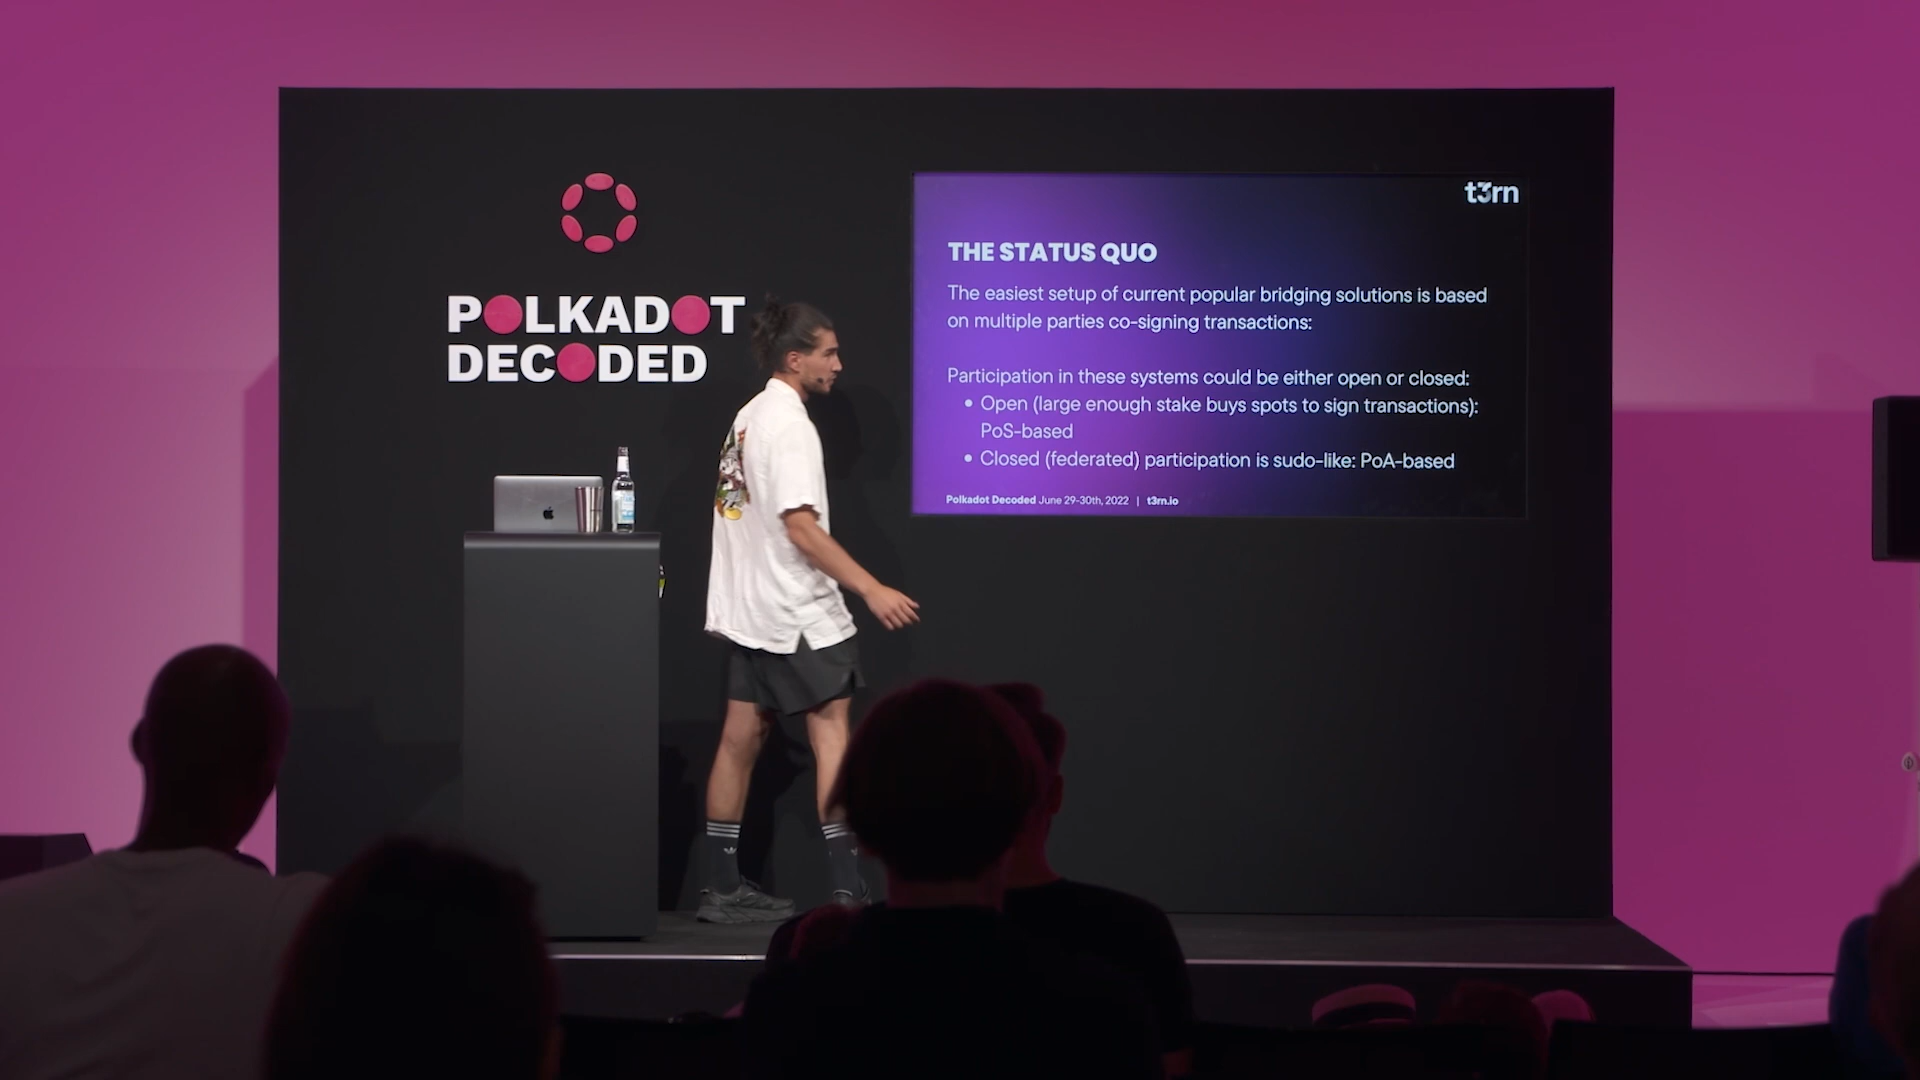 POLKADOT
DECODED
t3rn
THE STATUS QUO
The easiest setup of current popular bridging solutions is based
on multiple parties co-signing transactions:
Participation in these systems could be either open or closed:
• Open (large enough stake buys spots to sign transactions):
PoS-based
• Closed (federated) participation is sudo-like: PoA-based
Polkadot Decoded June 29-30th, 2022 | t3rn.io